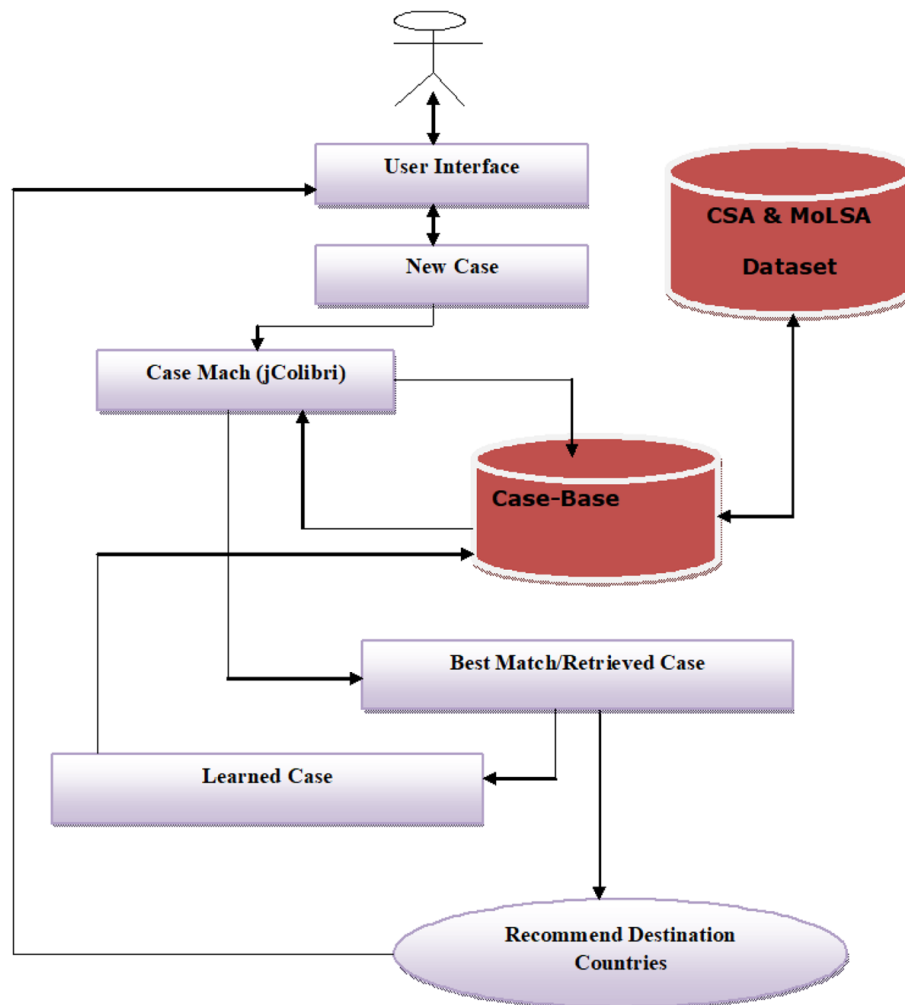 User Interface
CSA & MoLSA
Dataset
New Case
Case Mach (jColibri)
Case-Base
Best Match/Retrieved Case
Learned Case
Recommend Destination
Countries